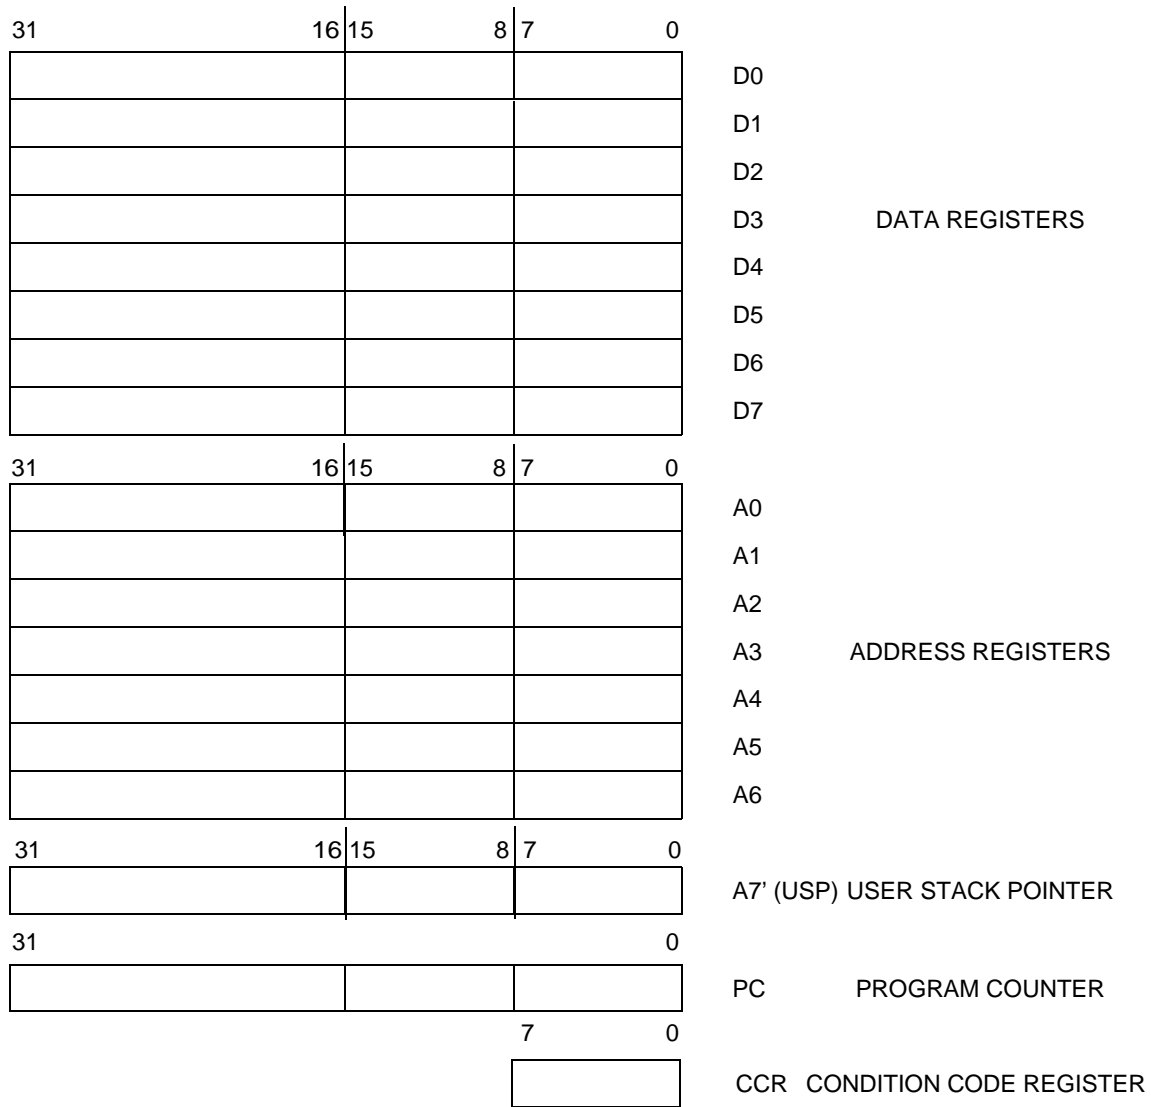 31 16 15 8 7 0
D0
D1
D2
D3 DATA REGISTERS
D4
D5
D6
D7
31 16 15 8 7 0
A0
A1
A2
A3 ADDRESS REGISTERS
A4
A5
A6
31 16 15 8 7 0
A7' (USP) USER STACK POINTER
31 0
PC PROGRAM COUNTER
7 0
CCR CONDITION CODE REGISTER